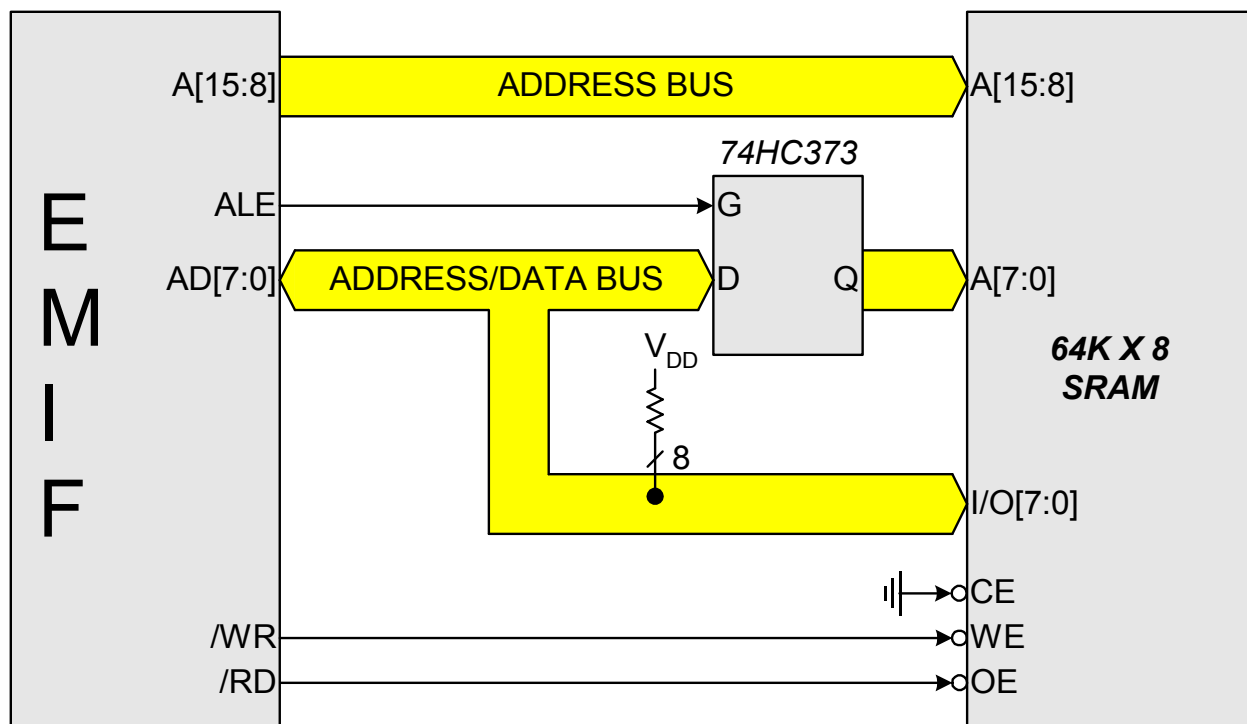 A[15:8]
ADDRESS BUS
A[15:8]
74HC373
ALE
G
E
M
I
F
AD[7:0]
ADDRESS/DATA BUS
D
Q
A[7:0]
VDD
64K X 8
SRAM
8
I/O[7:0]
CE
/WR
WE
/RD
OE